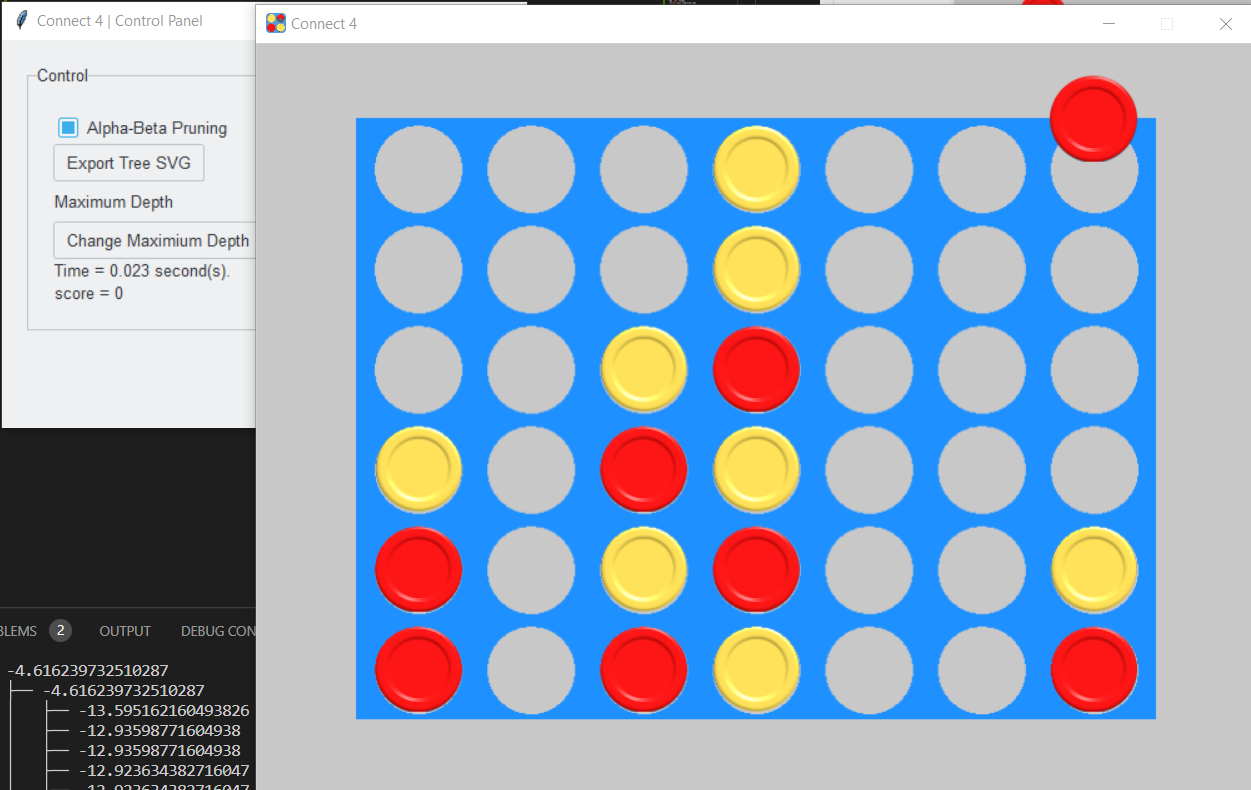 Connect 4 | Control Panel
Connect 4
Control
Alpha-Beta Pruning
Export Tree SVG
Maximum Depth
Change Maximium Depth
Time = 0.023 second(s).
score = 0
BLEMS 2 OUTPUT DEBUG CON
-4.616239732510287
-4.616239732510287
-13.595162160493826
-12.93598771604938
-12.93598771604938
-12.923634382716047